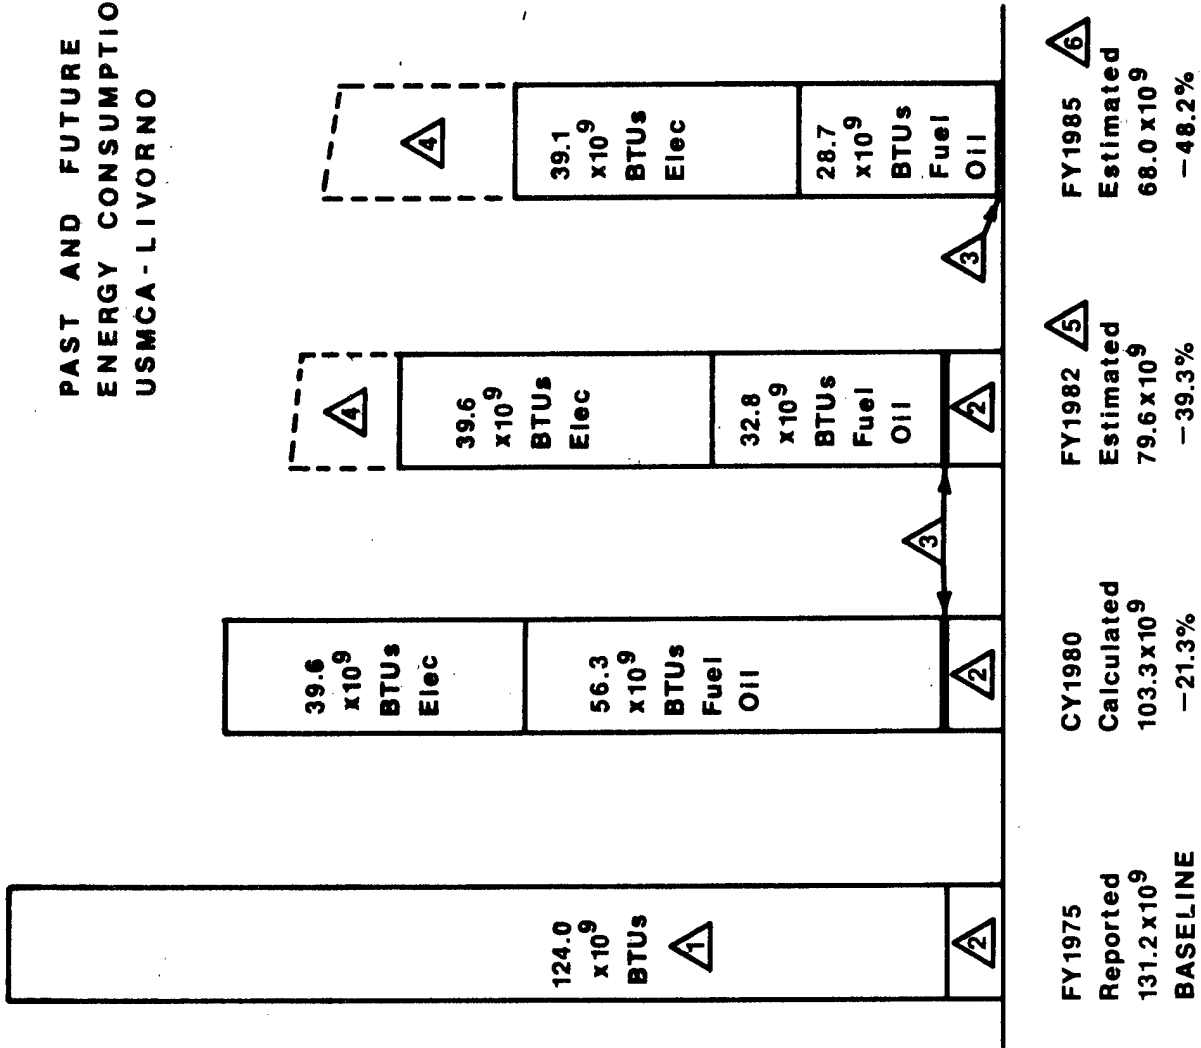 PAST AND FUTURE
ENERGY CONSUMPTIO
USMCA-LIVORNO
124.0
x10⁹
BTUs
1
2
FY1975
Reported
131.2x10⁹
BASELINE
39.6
x10⁹
BTUs
Elec
56.3
x10⁹
BTUs
Fuel
Oil
2
CY1980
Calculated
103.3x10⁹
-21.3%
3
4
39.6
x10⁹
BTUs
Elec
32.8
x10⁹
BTUs
Fuel
Oil
2
FY1982 5
Estimated
79.6x10⁹
-39.3%
3
4
39.1
x10⁹
BTUs
Elec
28.7
x10⁹
BTUs
Fuel
Oil
FY1985 6
Estimated
68.0x10⁹
-48.2%